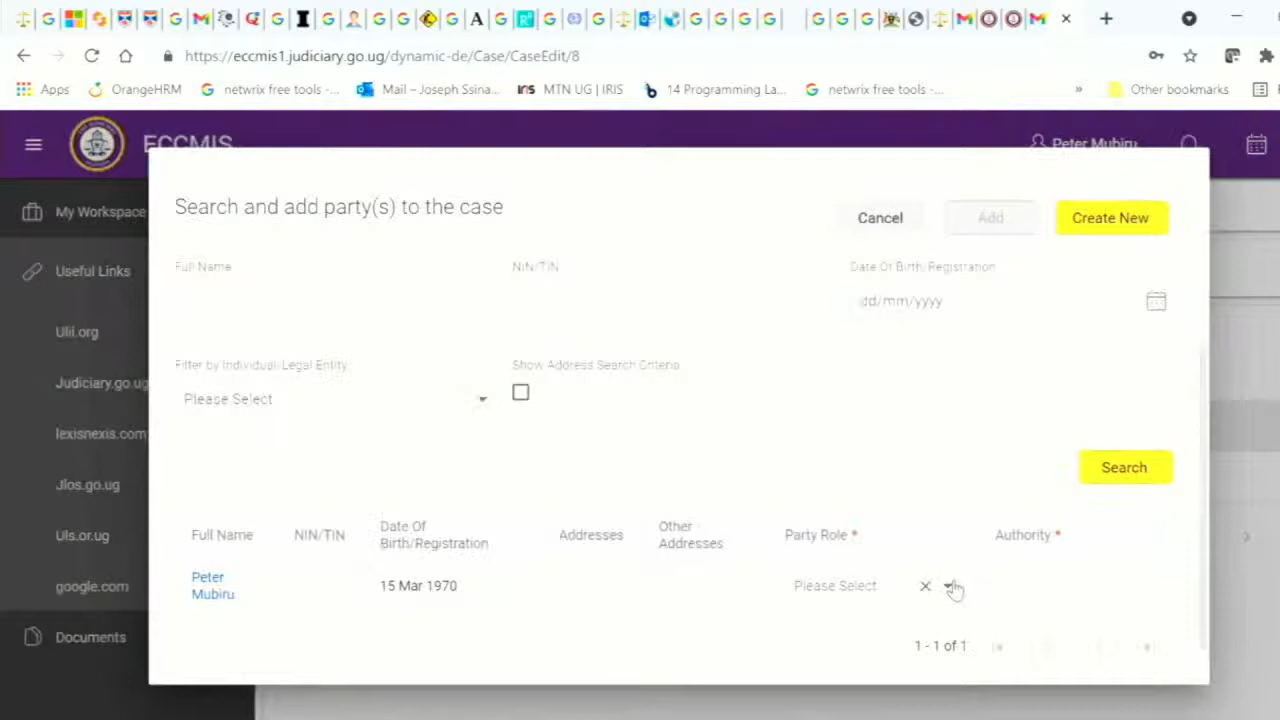 https://eccmis1.judiciary.go.ug/dynamic-de/Case/CaseEdit/8
Apps
OrangeHRM
netwrix free tools -...
Mail – Joseph Ssina...
MTN UG | IRIS
14 Programming La...
netwrix free tools -...
»
Other bookmarks
ECCMIS
Peter Mubiru
My Workspace
Useful Links
Ulii.org
Judiciary.go.ug
lexisnexis.com
Jlos.go.ug
Uls.or.ug
google.com
Documents
Search and add party(s) to the case
Cancel
Add
Create New
Full Name
NIN/TIN
Date Of Birth/Registration
dd/mm/yyyy
Filter by Individual/Legal Entity
Show Address Search Criteria
Please Select
Search
Full Name
NIN/TIN
Date Of
Birth/Registration
Addresses
Other
Addresses
Party Role *
Authority *
Peter
Mubiru
15 Mar 1970
Please Select
1 - 1 of 1